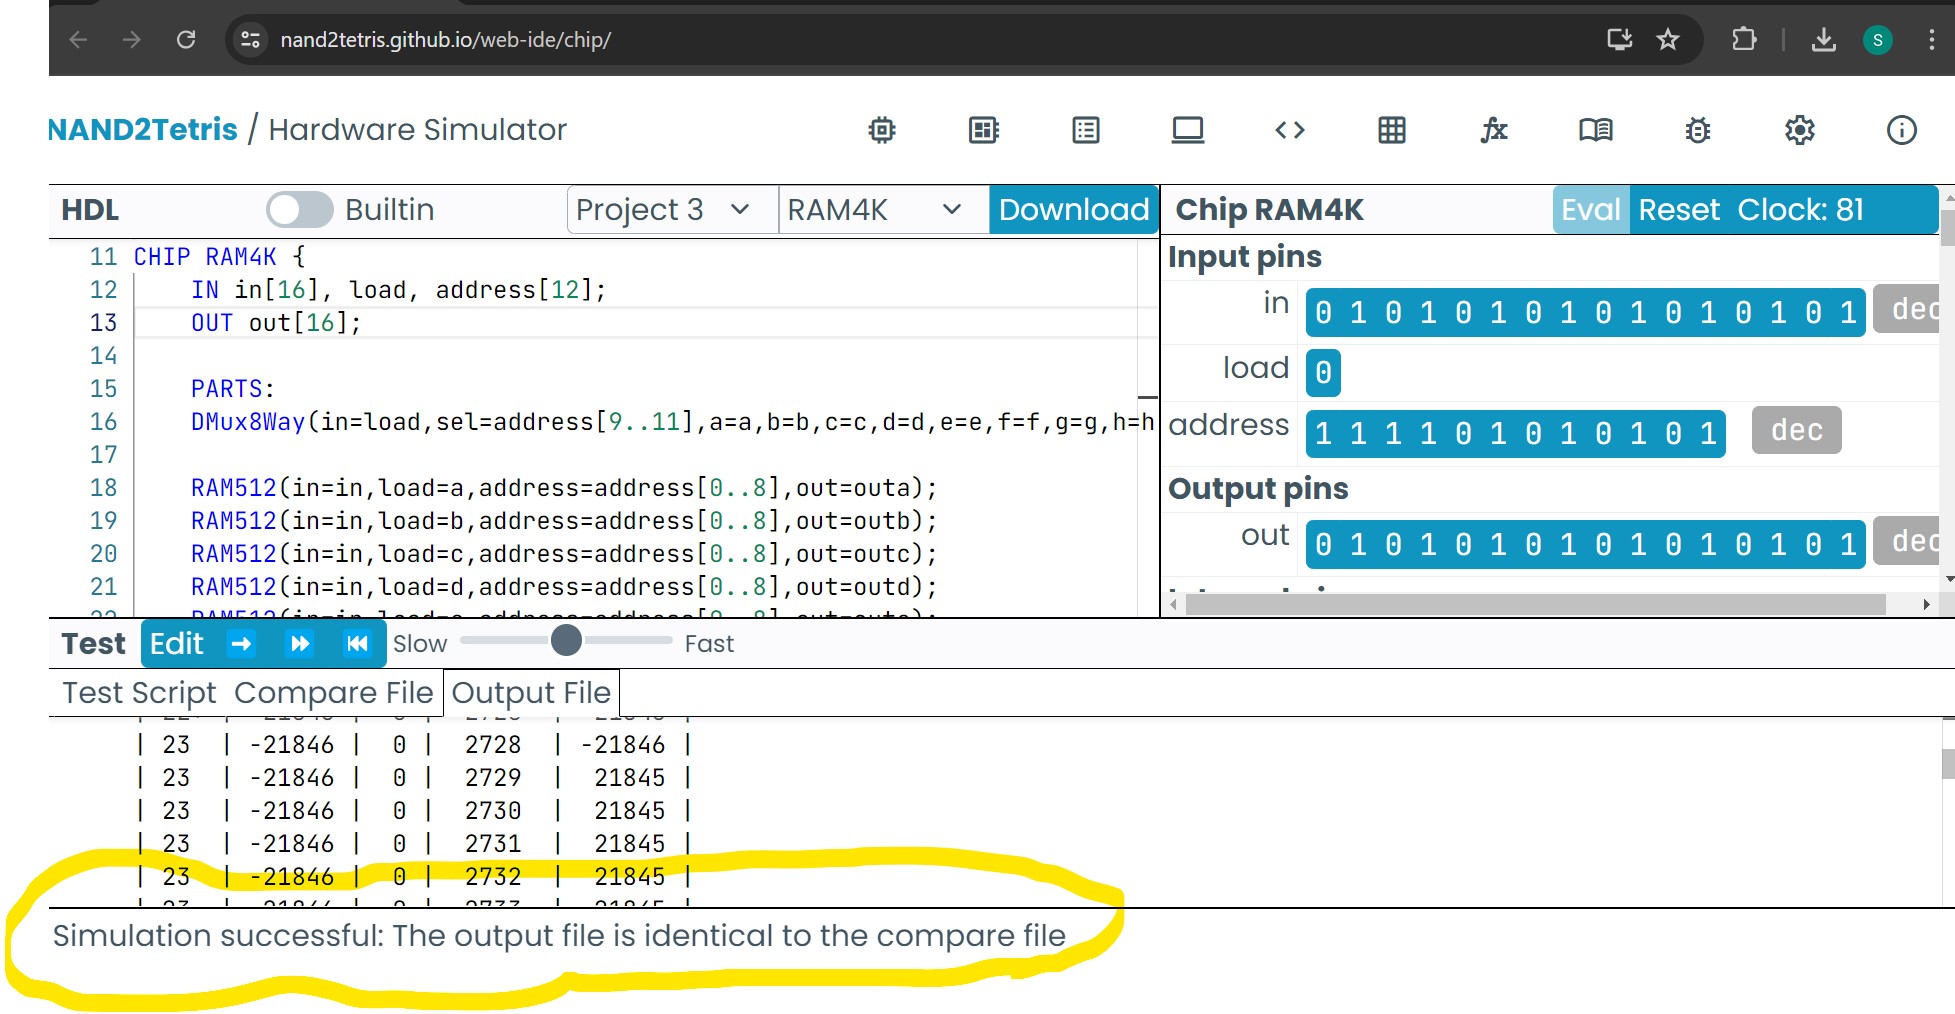 nand2tetris.github.io/web-ide/chip/
S
NAND2Tetris / Hardware Simulator
HDL Builtin Project 3 RAM4K Download
11 CHIP RAM4K {
12 IN in[16], load, address[12];
13 OUT out[16];
14
15 PARTS:
16 DMux8Way(in=load,sel=address[9..11],a=a,b=b,c=c,d=d,e=e,f=f,g=g,h=h
17
18 RAM512(in=in,load=a,address=address[0..8],out=outa);
19 RAM512(in=in,load=b,address=address[0..8],out=outb);
20 RAM512(in=in,load=c,address=address[0..8],out=outc);
21 RAM512(in=in,load=d,address=address[0..8],out=outd);
Chip RAM4K Eval Reset Clock: 81
Input pins
in 0 1 0 1 0 1 0 1 0 1 0 1 0 1 0 1 dec
load 0
address 1 1 1 1 0 1 0 1 0 1 0 1 dec
Output pins
out 0 1 0 1 0 1 0 1 0 1 0 1 0 1 0 1 dec
Test Edit Slow Fast
Test Script Compare File Output File
| 23 | -21846 | 0 | 2728 | -21846 |
| 23 | -21846 | 0 | 2729 | 21845 |
| 23 | -21846 | 0 | 2730 | 21845 |
| 23 | -21846 | 0 | 2731 | 21845 |
| 23 | -21846 | 0 | 2732 | 21845 |
Simulation successful: The output file is identical to the compare file